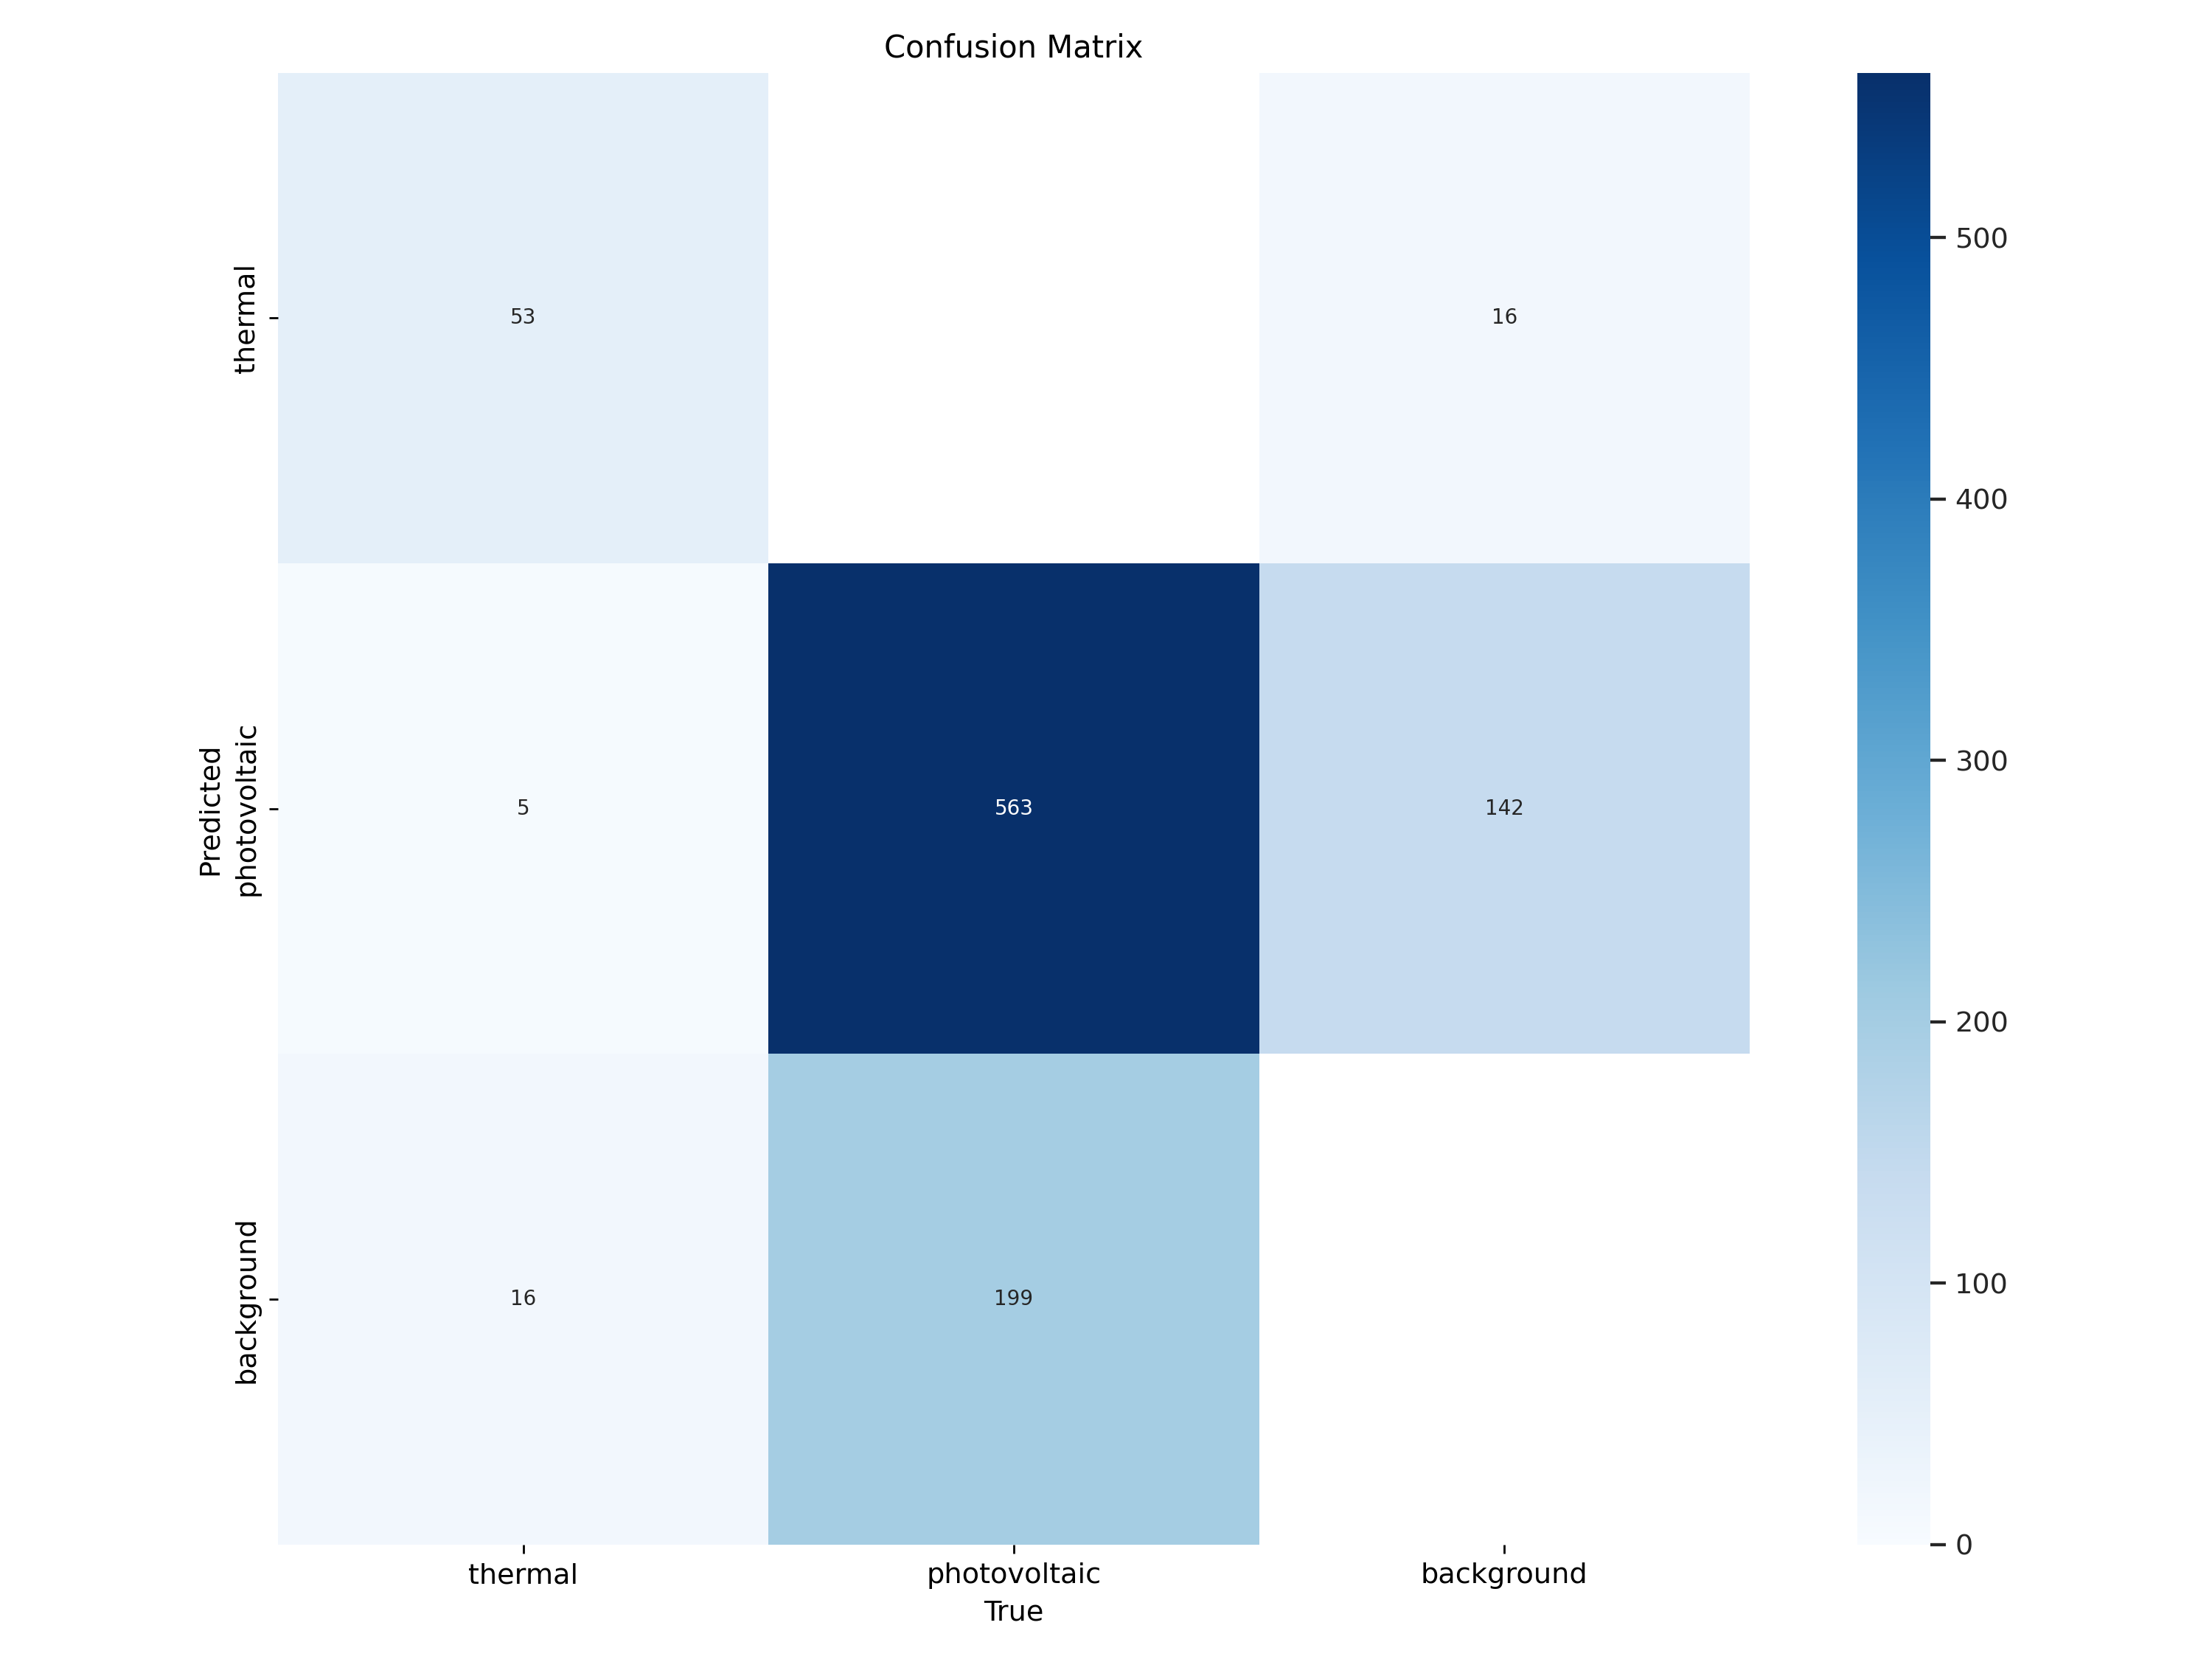 Confusion Matrix
thermal
53
16
500
400
Predicted
photovoltaic
5
563
142
300
200
background
16
199
100
0
thermal
photovoltaic
background
True